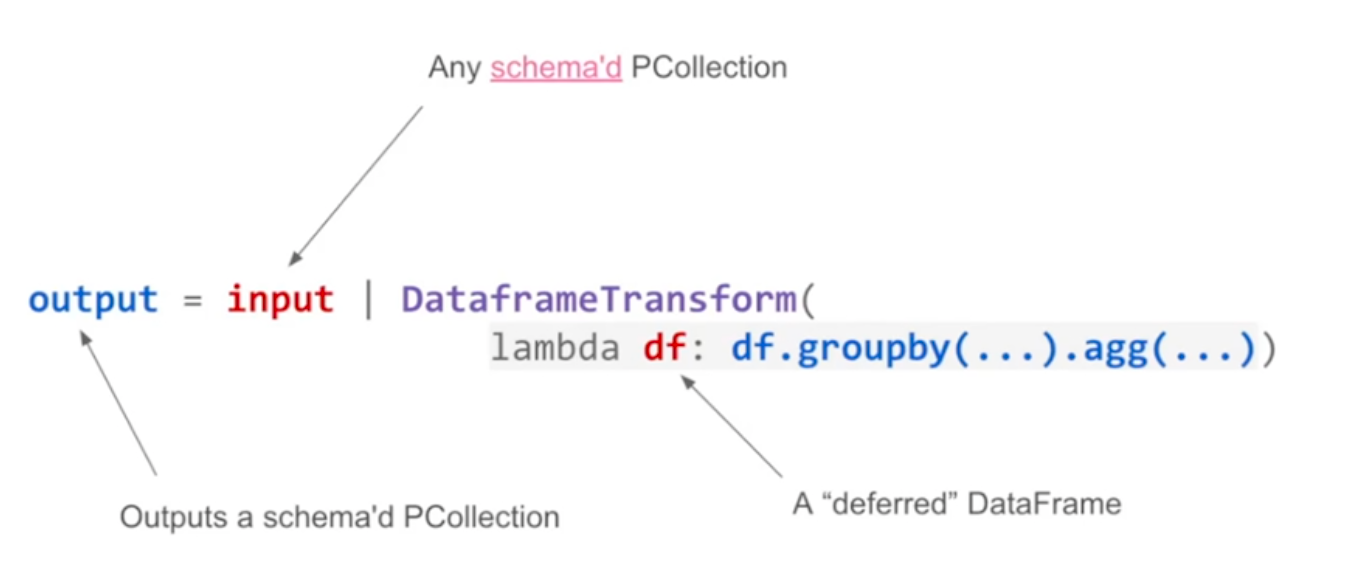 Any schema'd PCollection
output = input | DataframeTransform(
lambda df: df.groupby(...).agg(...))
Outputs a schema'd PCollection
A “deferred” DataFrame